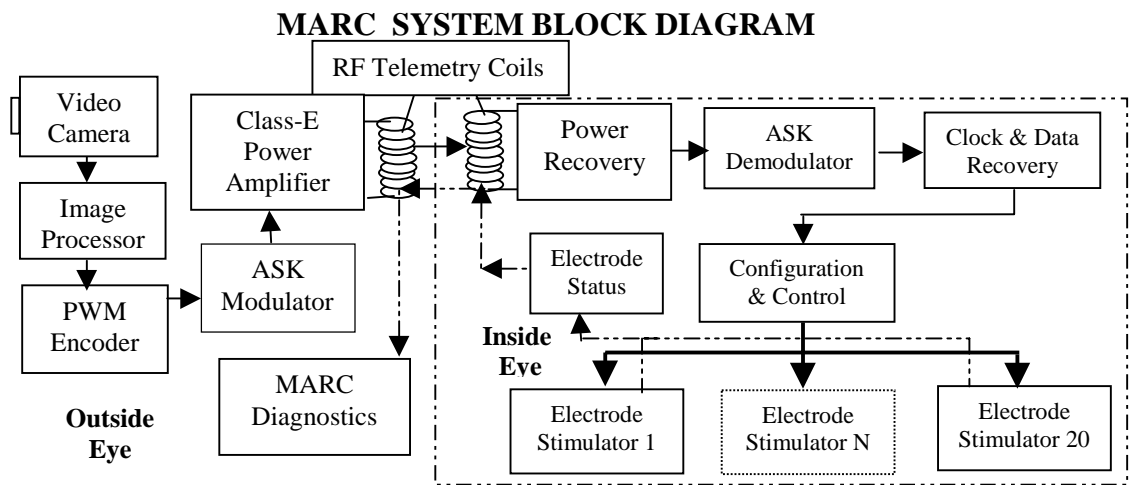 MARC SYSTEM BLOCK DIAGRAM
RF Telemetry Coils
Video
Camera
Class-E
Power
Amplifier
Power
Recovery
ASK
Demodulator
Clock & Data
Recovery
Image
Processor
ASK
Modulator
Electrode
Status
Configuration
& Control
PWM
Encoder
Inside
Eye
MARC
Diagnostics
Outside
Eye
Electrode
Stimulator 1
Electrode
Stimulator N
Electrode
Stimulator 20